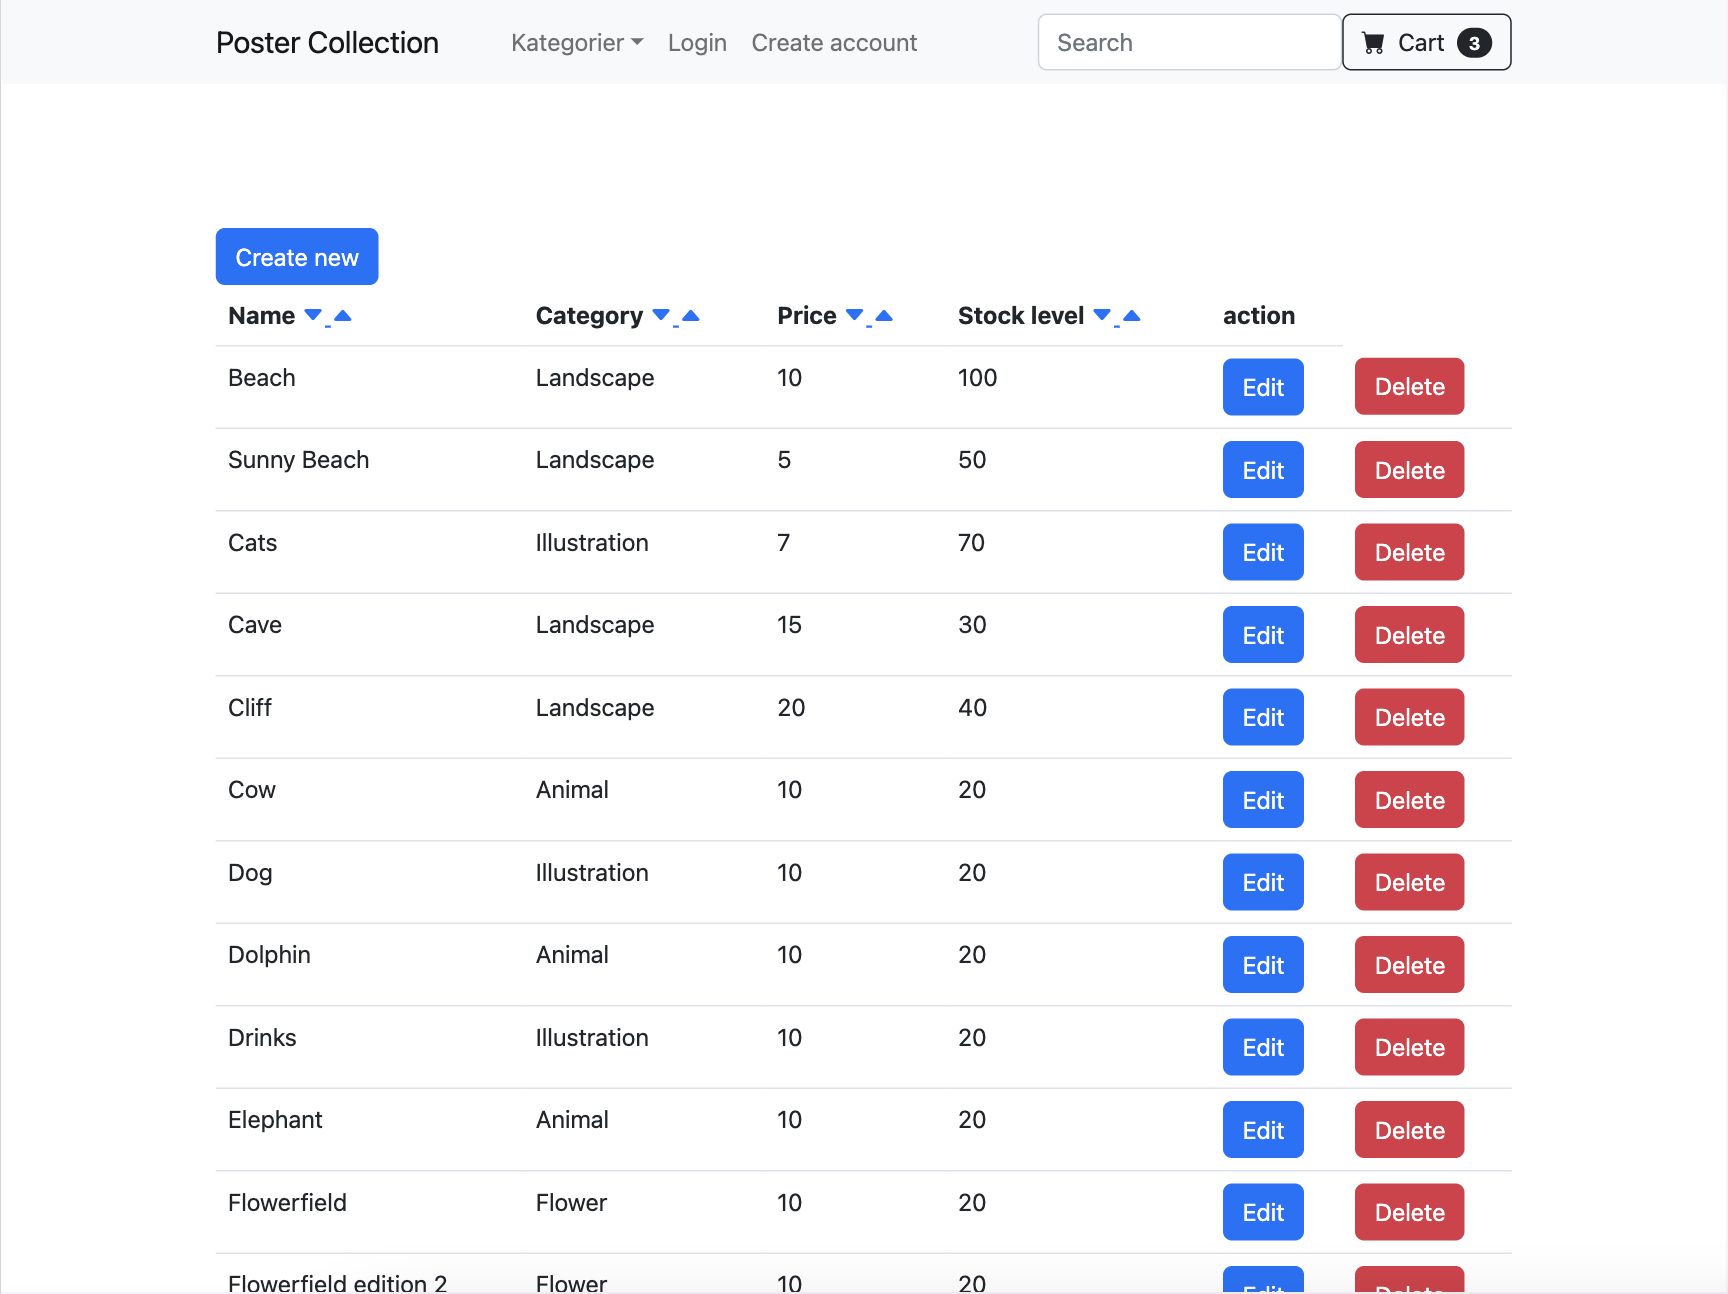 Poster Collection Kategorier Login Create account Search Cart 3
Create new
Name Category Price Stock level action
Beach Landscape 10 100 Edit Delete
Sunny Beach Landscape 5 50 Edit Delete
Cats Illustration 7 70 Edit Delete
Cave Landscape 15 30 Edit Delete
Cliff Landscape 20 40 Edit Delete
Cow Animal 10 20 Edit Delete
Dog Illustration 10 20 Edit Delete
Dolphin Animal 10 20 Edit Delete
Drinks Illustration 10 20 Edit Delete
Elephant Animal 10 20 Edit Delete
Flowerfield Flower 10 20 Edit Delete
Flowerfield edition 2 Flower 10 20 Edit Delete